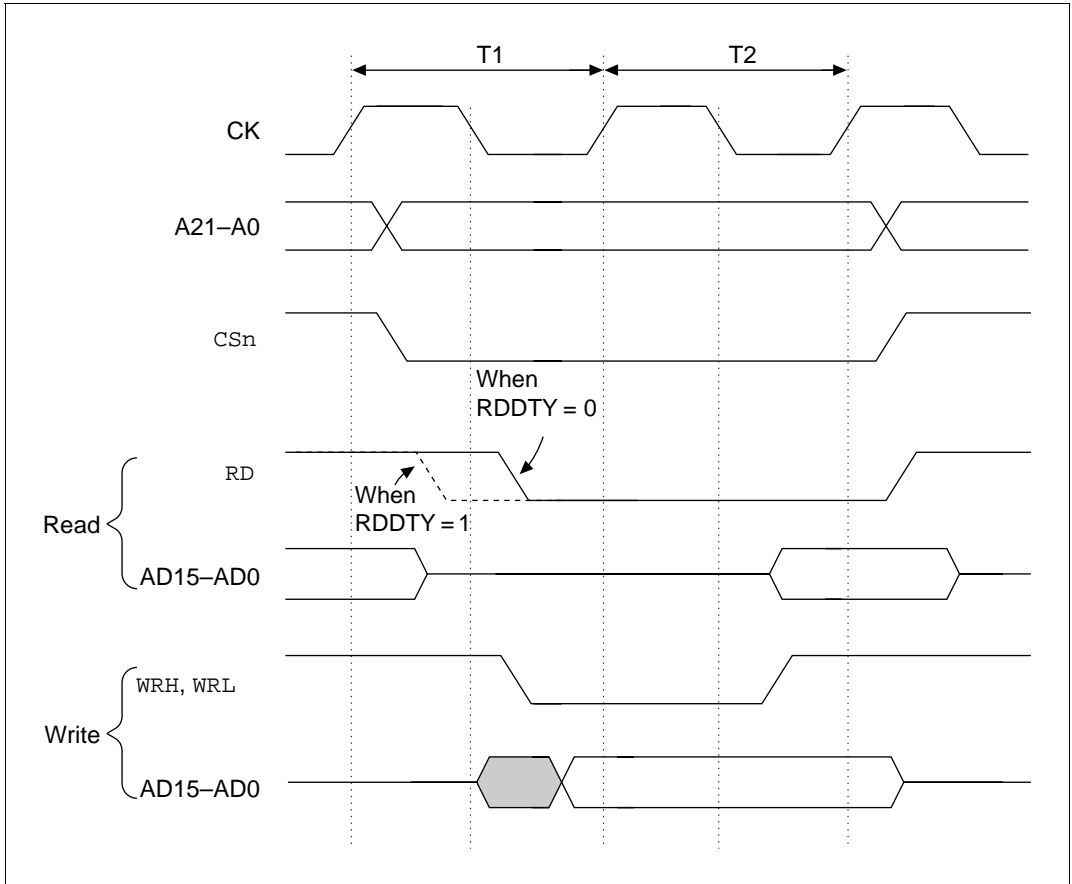 T1
T2
CK
A21–A0
CSn
When
RDDTY = 0
RD
When
RDDTY = 1
Read
AD15–AD0
WRH, WRL
Write
AD15–AD0